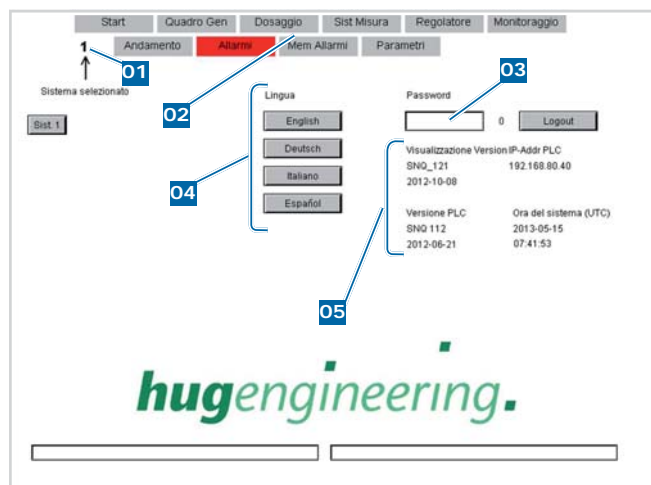 Start Quadro Gen Dosaggio Sist Misura Regolatore Monitoraggio
1 Andamento Allarmi Mem Allarmi Parametri
01
02
03
04
05
Sistema selezionato
Sist. 1
Lingua
English
Deutsch
Italiano
Español
Password
0 Logout
Visualizzazione Version IP-Addr PLC
SNQ_121 192.168.80.40
2012-10-08
Versione PLC Ora del sistema (UTC)
SNQ 112 2013-05-15
2012-06-21 07:41:53
hugengineering.